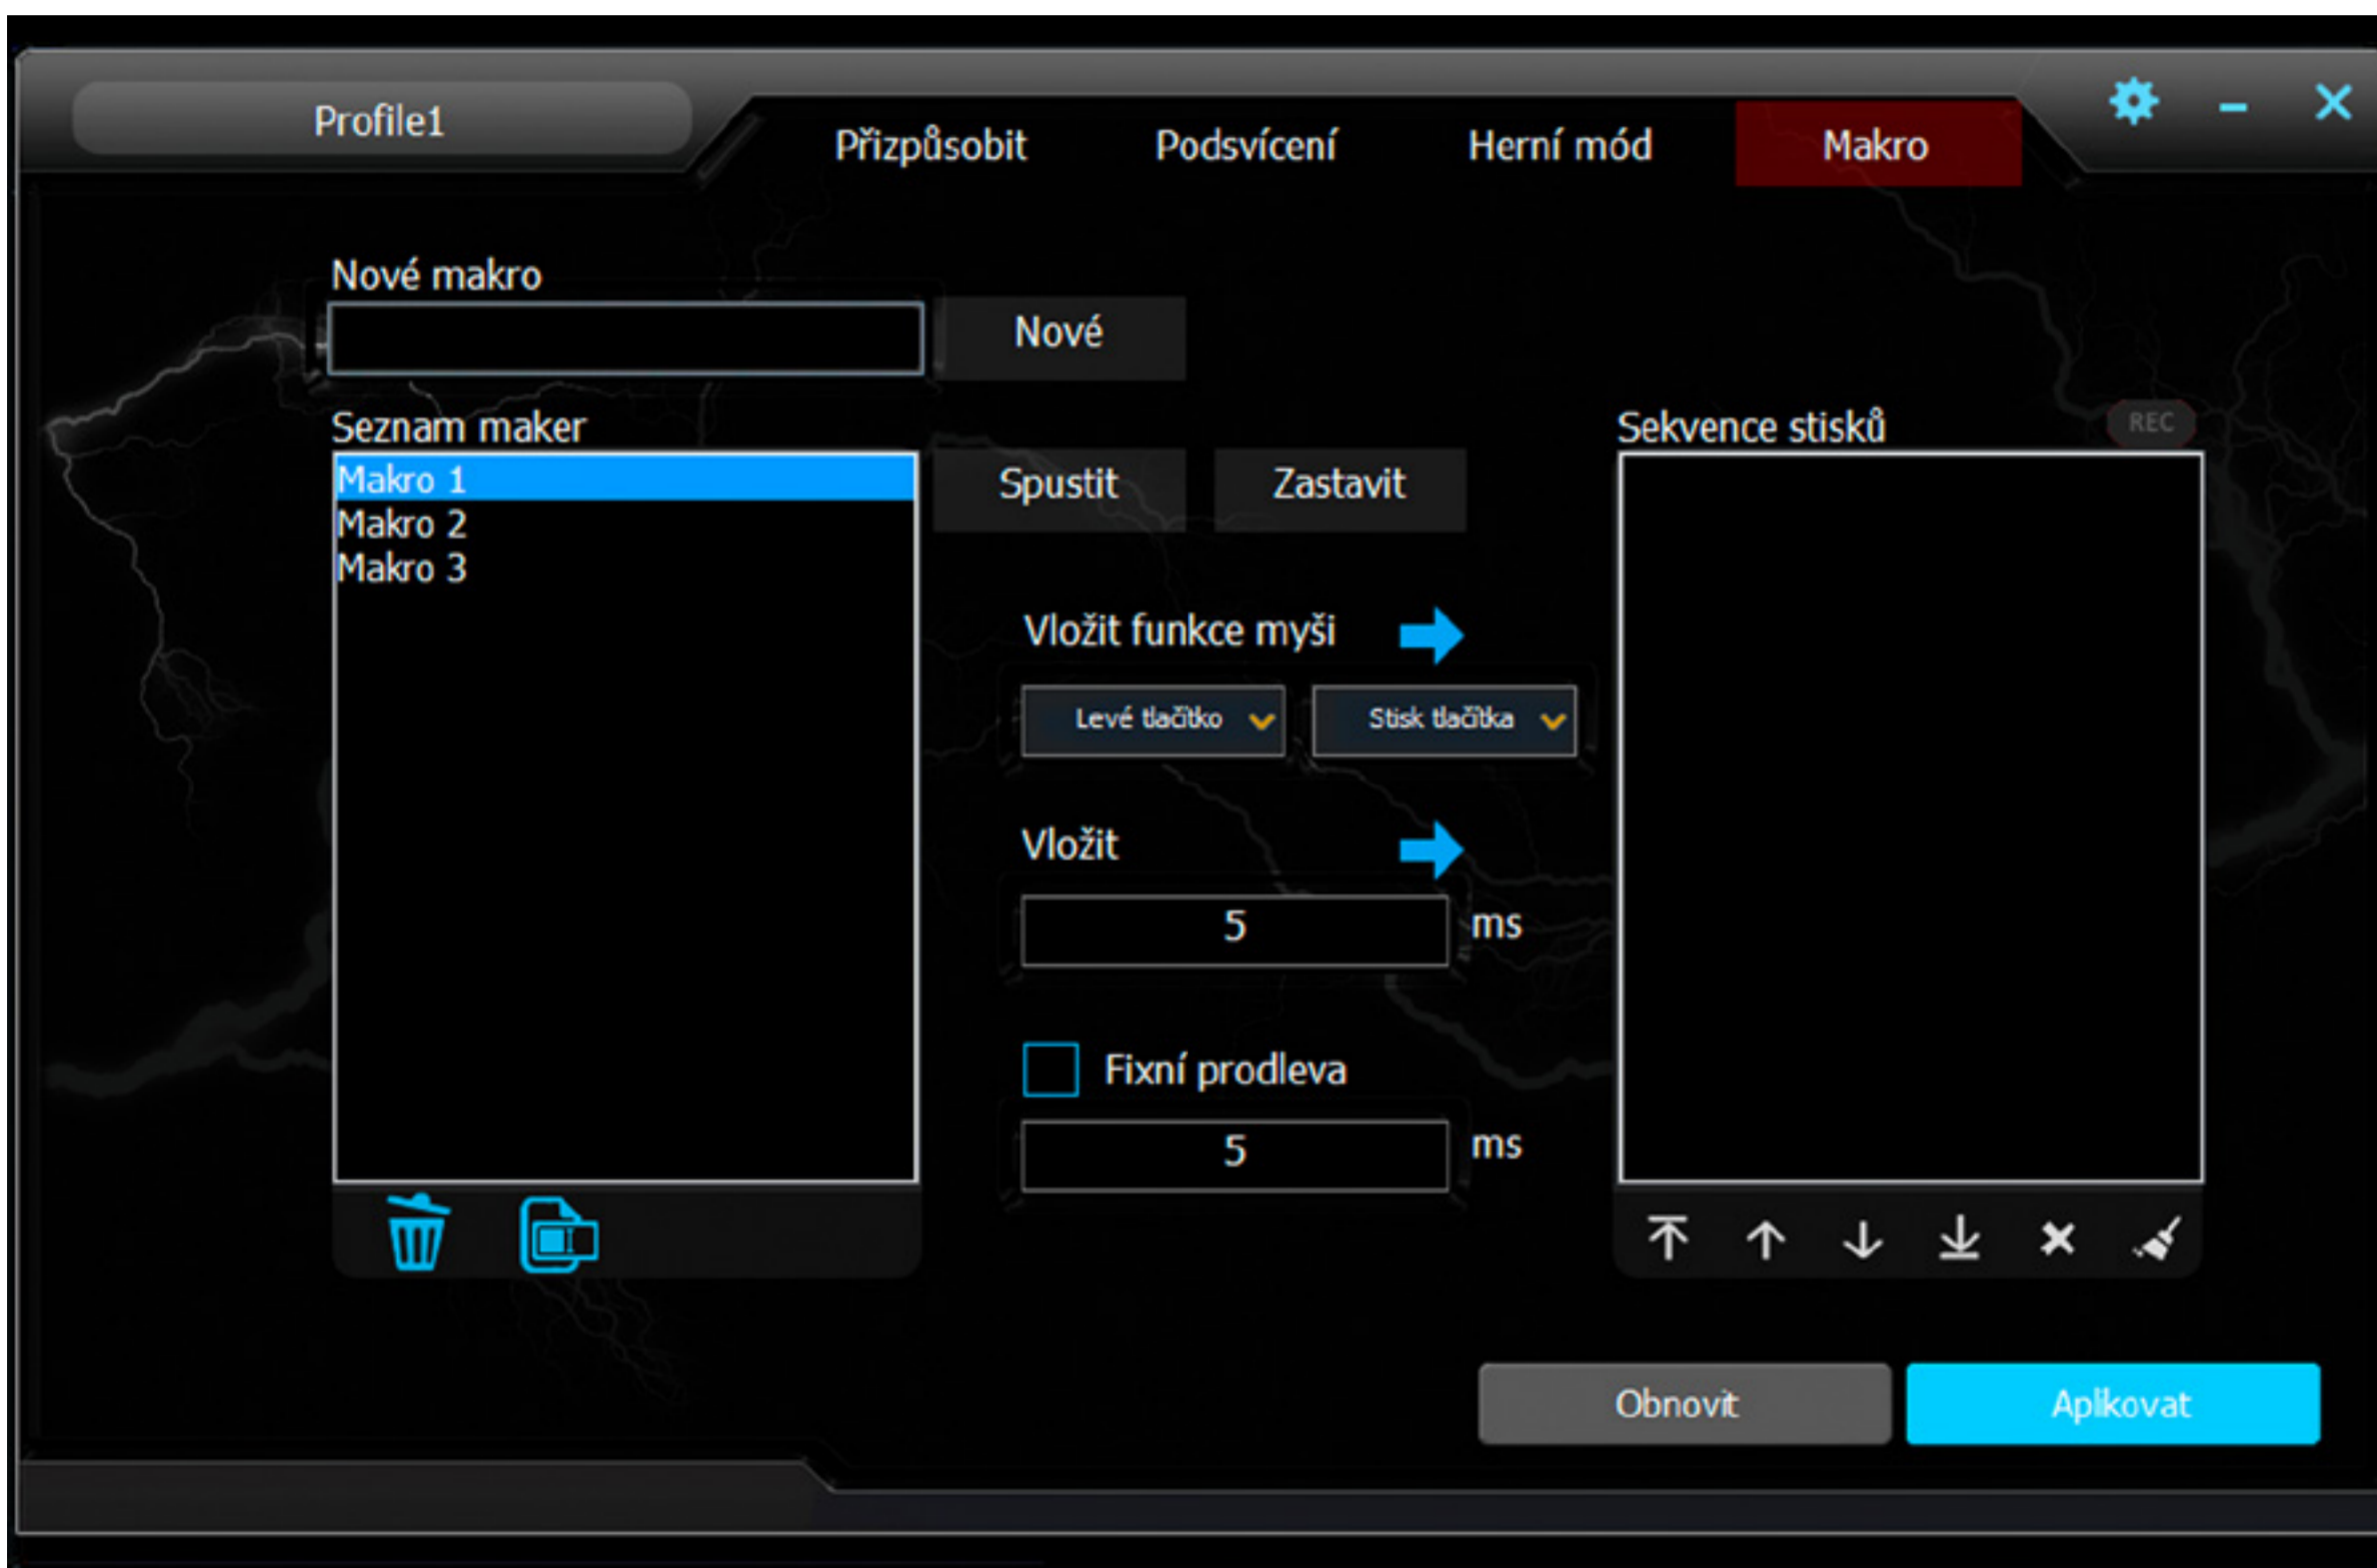 Profile1
Přizpůsobit
Podsvícení
Herní mód
Makro
Nové makro
Nové
Seznam maker
Makro 1
Makro 2
Makro 3
Spustit
Zastavit
Vložit funkce myši
Levé tlačítko
Stisk tlačítka
Vložit
5
ms
Fixní prodleva
5
ms
Sekvence stisků
REC
Obnovit
Aplikovat